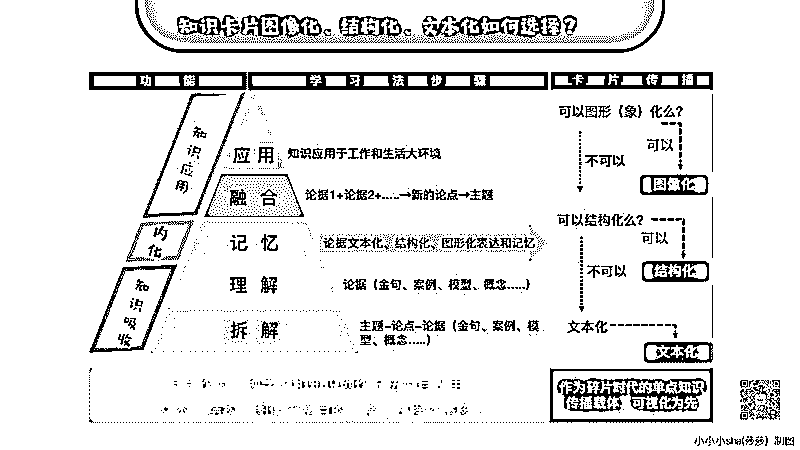 知识卡片图像化、结构化、文本化如何选择？
功 能
学 习 法 步 骤
卡 片 传 播
知识应用
应 用
知识应用于工作和生活大环境
融 合
论据1+论据2+.....→新的论点→主题
内化
记 忆
论据文本化、结构化、图形化表达和记忆
知识吸收
理 解
论据（金句、案例、模型、概念.....）
拆 解
主题-论点-论据（金句、案例、模
型、概念.....）
可以图形（象）化么？
可以
不可以
图像化
可以结构化么？
可以
不可以
结构化
文本化
文本化
作为碎片时代的单点知识
传播载体，可视化为先
小小小sha(莎莎）制图